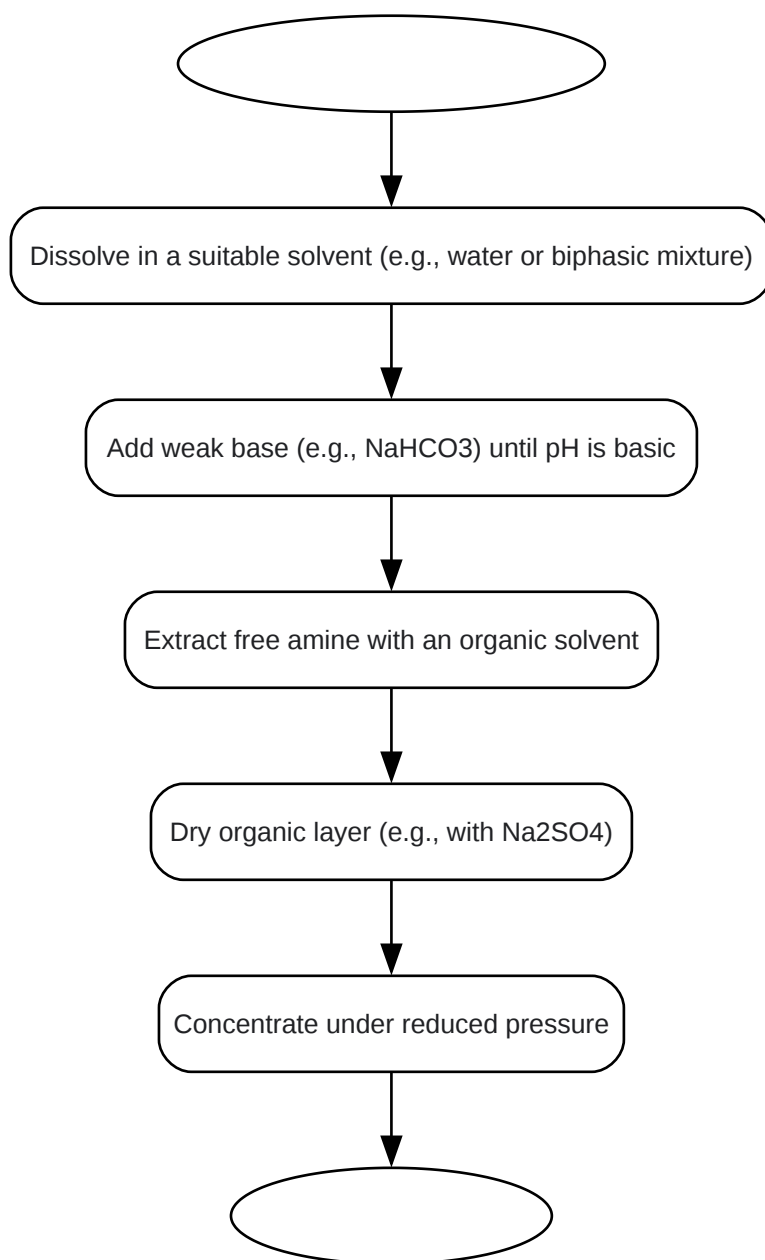 Dissolve in a suitable solvent (e.g., water or biphasic mixture)
Add weak base (e.g., NaHCO3) until pH is basic
Extract free amine with an organic solvent
Dry organic layer (e.g., with Na2SO4)
Concentrate under reduced pressure